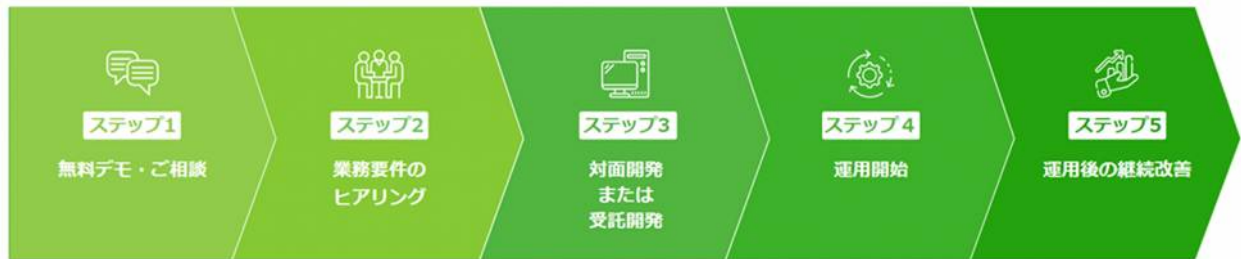 ステップ1
無料デモ・ご相談
ステップ2
業務要件の
ヒアリング
ステップ3
対面開発
または
受託開発
ステップ4
運用開始
ステップ5
運用後の継続改善